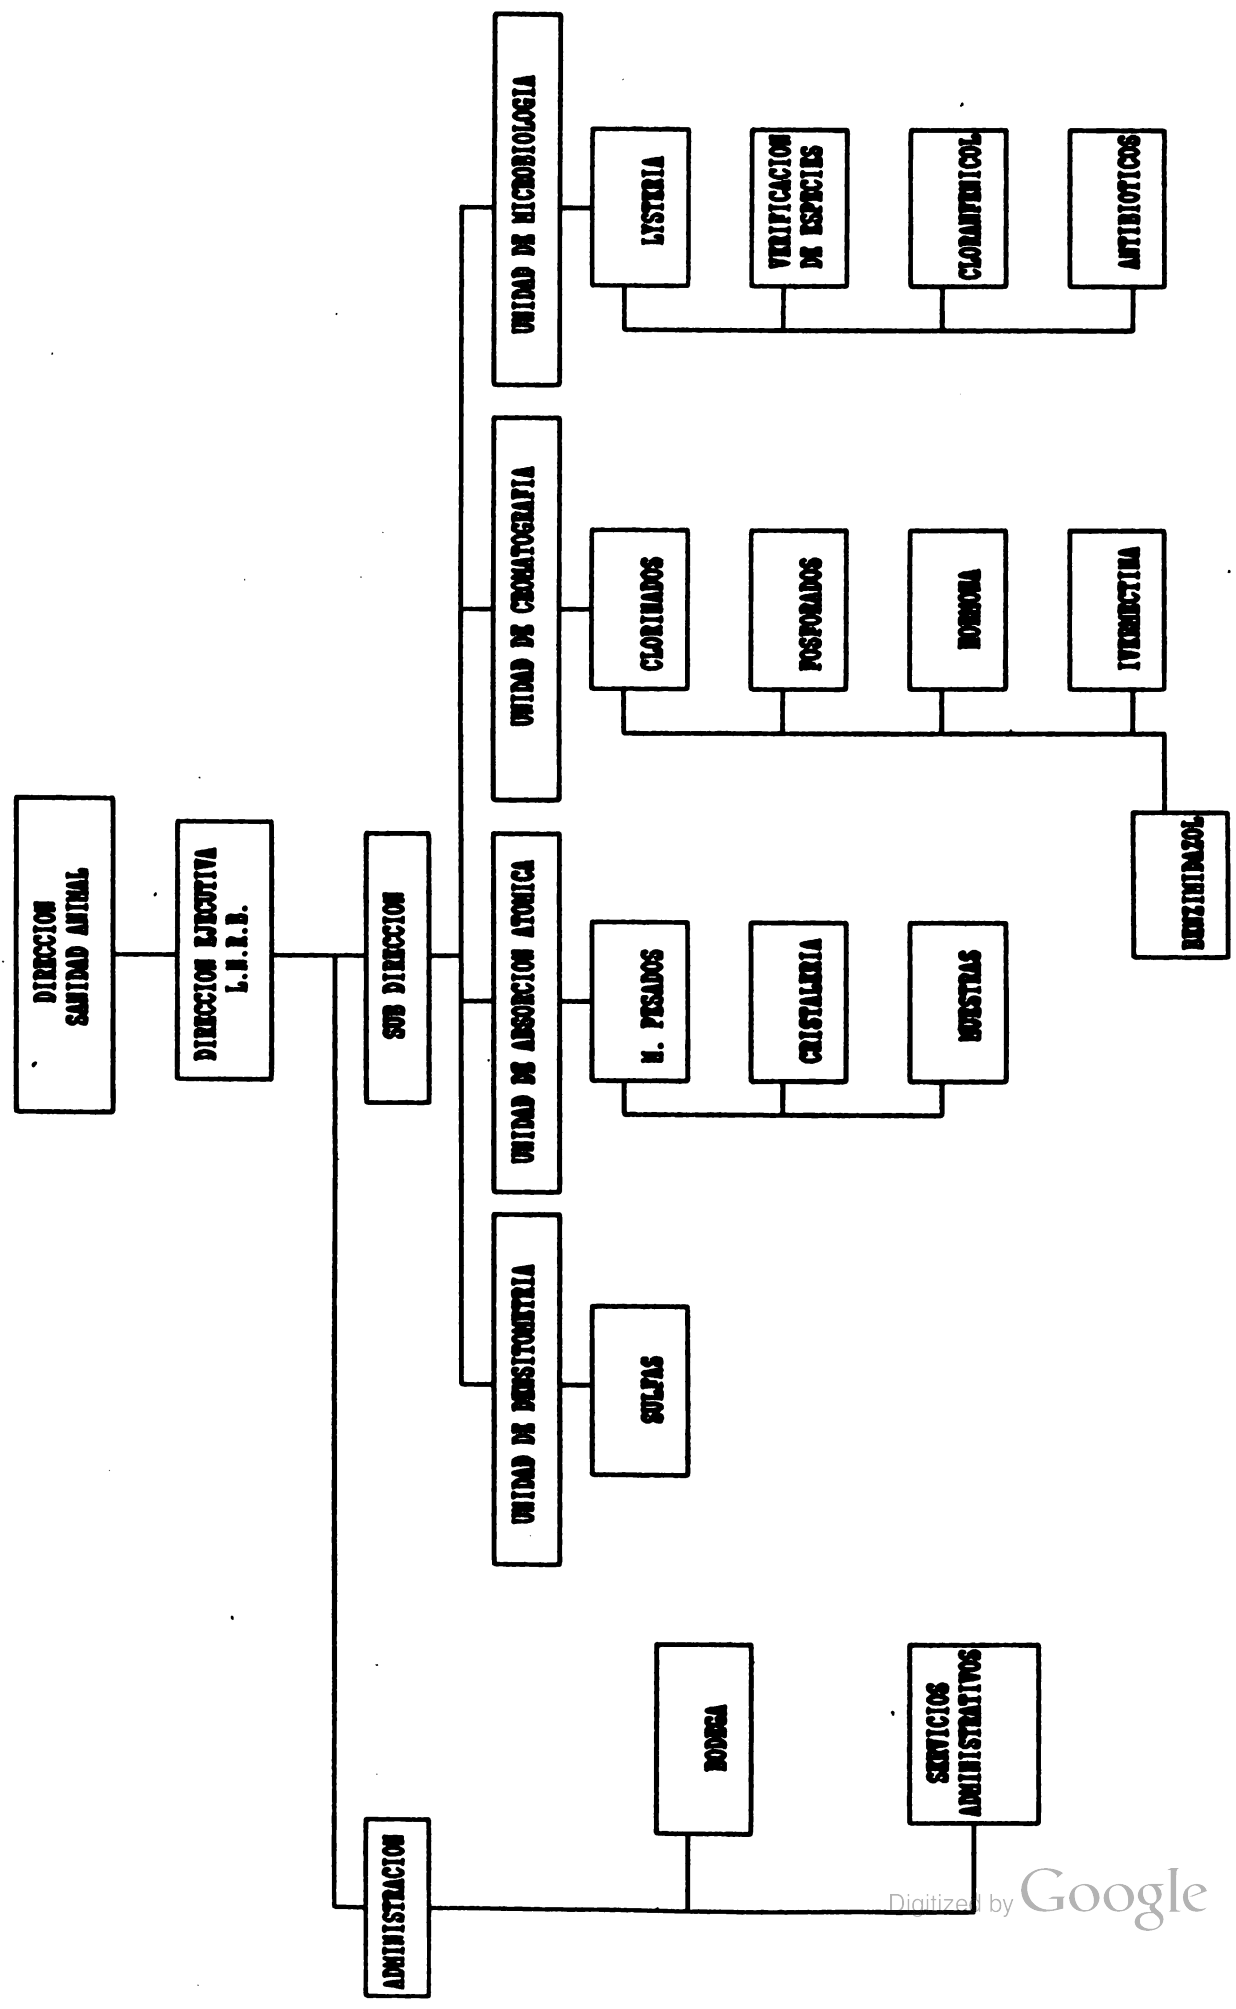 DIRECCION
SANIDAD ANIMAL
DIRECCION EJECUTIVA
L.N.R.B.
ADMINISTRACION
SUB DIRECCION
UNIDAD DE DENSITOMETRIA
UNIDAD DE ABSORCION ATOMICA
UNIDAD DE CROMATOGRAFIA
UNIDAD DE MICROBIOLOGIA
SULFAS
M. PESADOS
CLORINADOS
LYSTERIA
BODEGA
CRISTALERIA
FOSFORADOS
VERIFICACION
DE ESPECIES
SERVICIOS
ADMINISTRATIVOS
MUESTRAS
HORMONA
CLORANFENICOL
IVERMECTINA
ANTIBIOTICOS
BENZIMIDAZOL
Digitized by Google